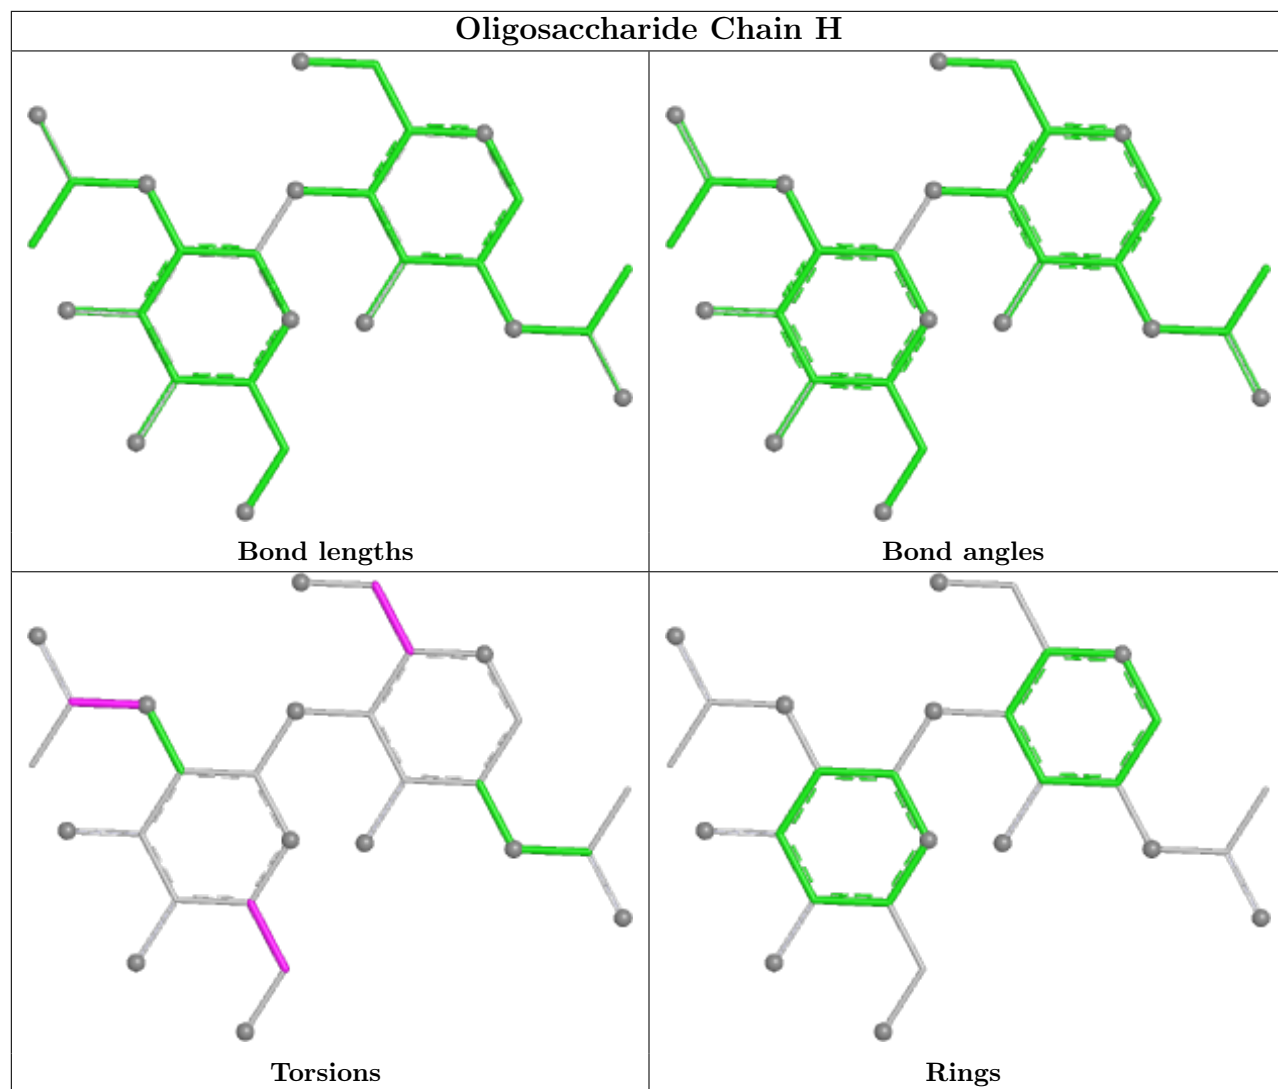 Oligosaccharide Chain H
Bond lengths
Bond angles
Torsions
Rings